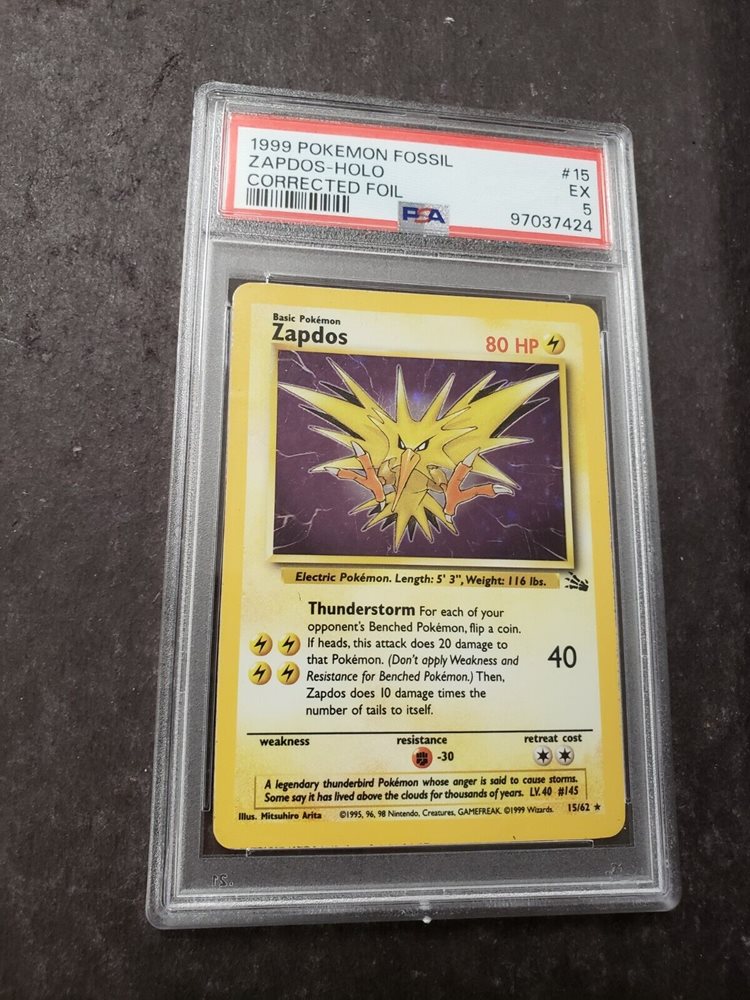 1999 POKEMON FOSSIL #15
ZAPDOS-HOLO EX
CORRECTED FOIL 5
PSA 97037424
Basic Pokémon
Zapdos 80 HP
Electric Pokémon. Length: 5' 3", Weight: 116 lbs.
Thunderstorm For each of your
opponent's Benched Pokémon, flip a coin.
If heads, this attack does 20 damage to
that Pokémon. (Don't apply Weakness and 40
Resistance for Benched Pokémon.) Then,
Zapdos does 10 damage times the
number of tails to itself.
weakness resistance retreat cost
-30
A legendary thunderbird Pokémon whose anger is said to cause storms.
Some say it has lived above the clouds for thousands of years. LV. 40 #145
Illus. Mitsuhiro Arita ©1995, 96, 98 Nintendo, Creatures, GAMEFREAK. ©1999 Wizards. 15/62 ★